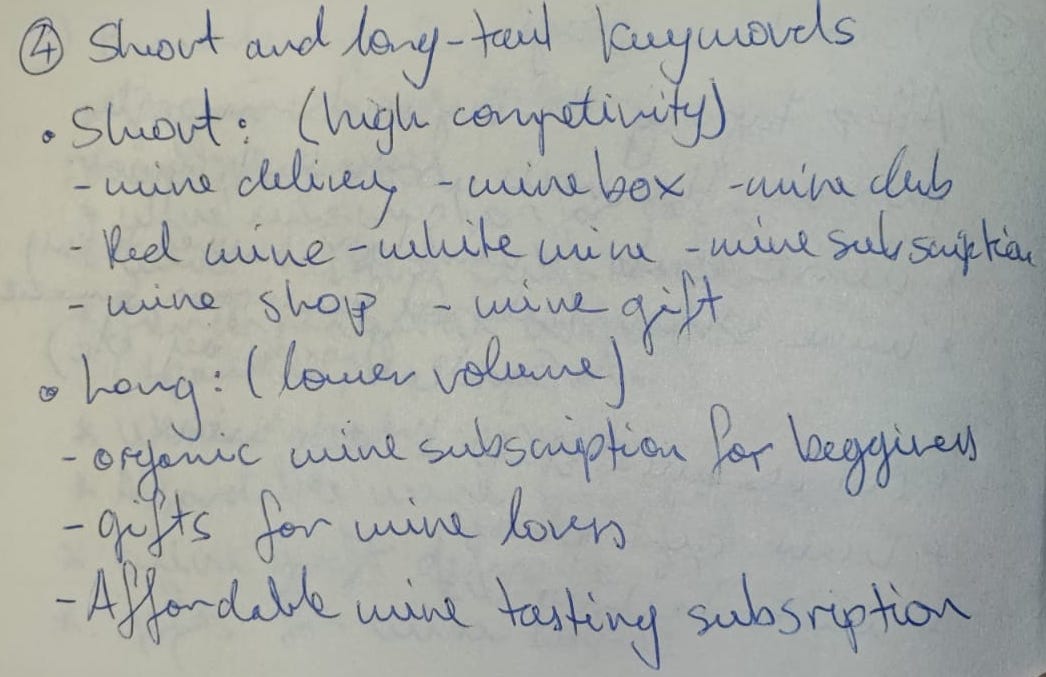 ④ Short and long-tail keywords
• Short: (high competivity)
- wine delivery - wine box - wine club
- Red wine - white wine - wine subscription
- wine shop - wine gift
• Long: (lower volume)
- organic wine subscription for begginers
- gifts for wine lovers
- Affordable wine tasting subsription